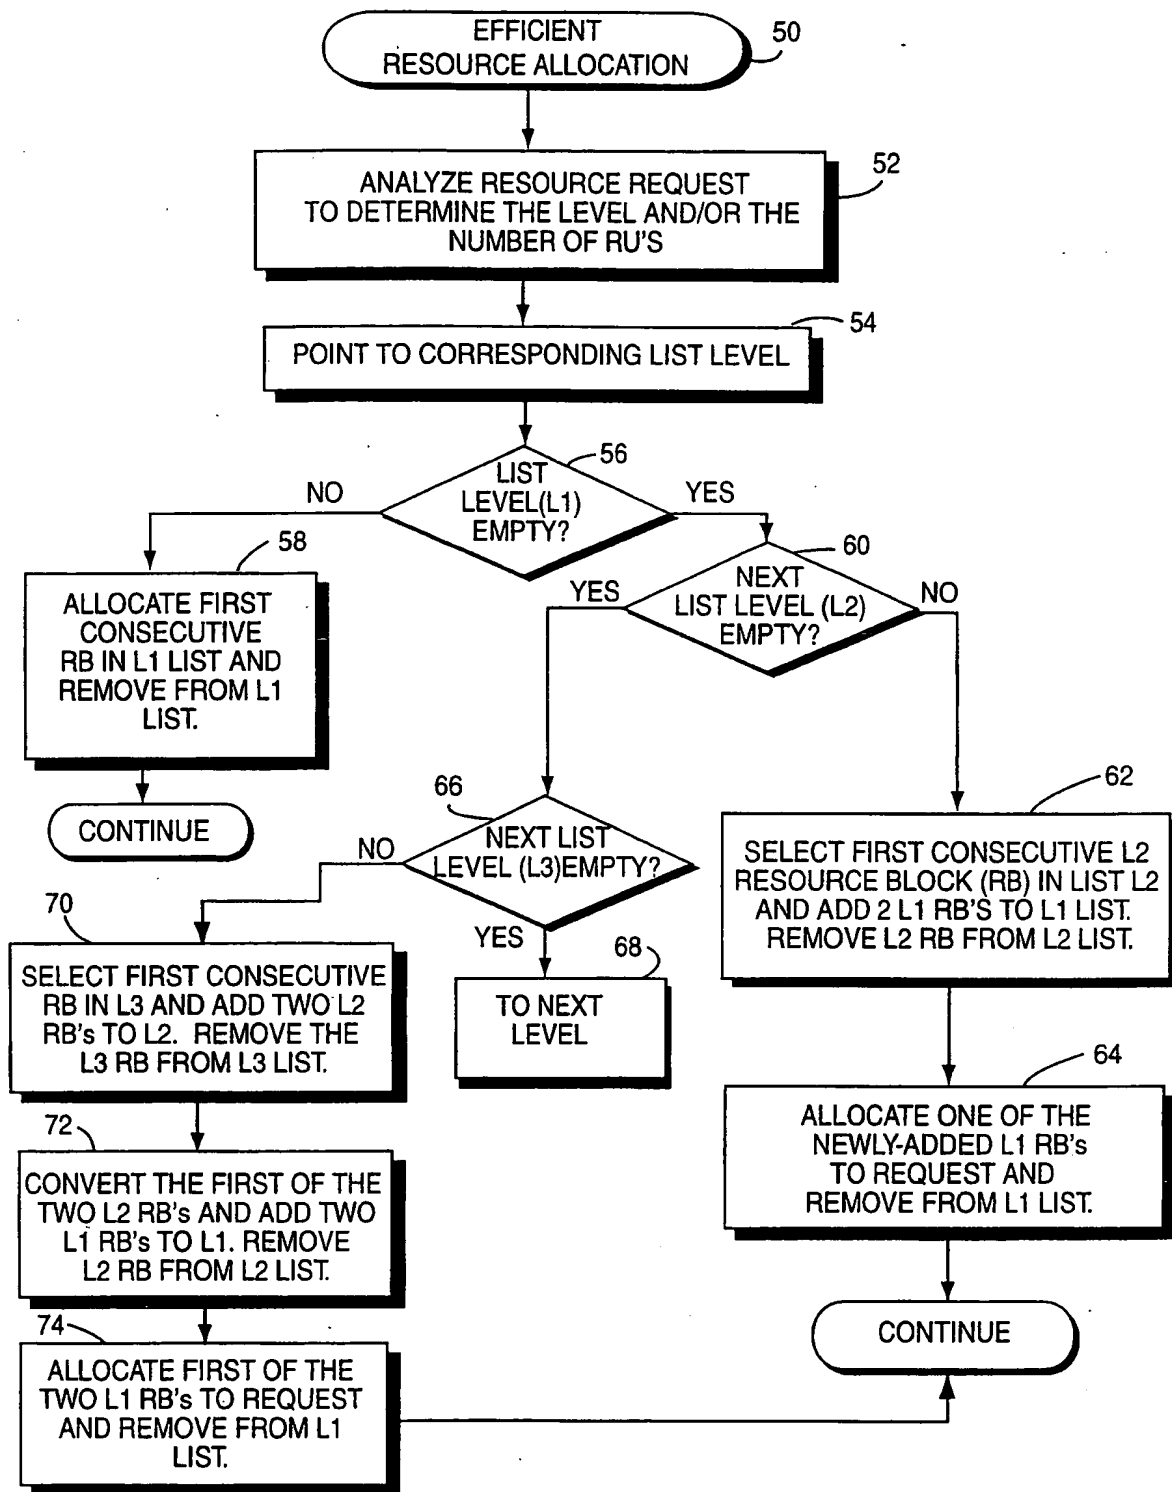 EFFICIENT
RESOURCE ALLOCATION
50
ANALYZE RESOURCE REQUEST
TO DETERMINE THE LEVEL AND/OR THE
NUMBER OF RU'S
52
POINT TO CORRESPONDING LIST LEVEL
54
LIST
LEVEL(L1)
EMPTY?
56
NO
YES
58
ALLOCATE FIRST
CONSECUTIVE
RB IN L1 LIST AND
REMOVE FROM L1
LIST.
CONTINUE
60
NEXT
LIST LEVEL (L2)
EMPTY?
YES
NO
62
SELECT FIRST CONSECUTIVE L2
RESOURCE BLOCK (RB) IN LIST L2
AND ADD 2 L1 RB'S TO L1 LIST.
REMOVE L2 RB FROM L2 LIST.
66
NEXT LIST
LEVEL (L3)EMPTY?
NO
YES
68
TO NEXT
LEVEL
70
SELECT FIRST CONSECUTIVE
RB IN L3 AND ADD TWO L2
RB's TO L2. REMOVE THE
L3 RB FROM L3 LIST.
64
ALLOCATE ONE OF THE
NEWLY-ADDED L1 RB's
TO REQUEST AND
REMOVE FROM L1 LIST.
72
CONVERT THE FIRST OF THE
TWO L2 RB's AND ADD TWO
L1 RB's TO L1. REMOVE
L2 RB FROM L2 LIST.
74
ALLOCATE FIRST OF THE
TWO L1 RB's TO REQUEST
AND REMOVE FROM L1
LIST.
CONTINUE